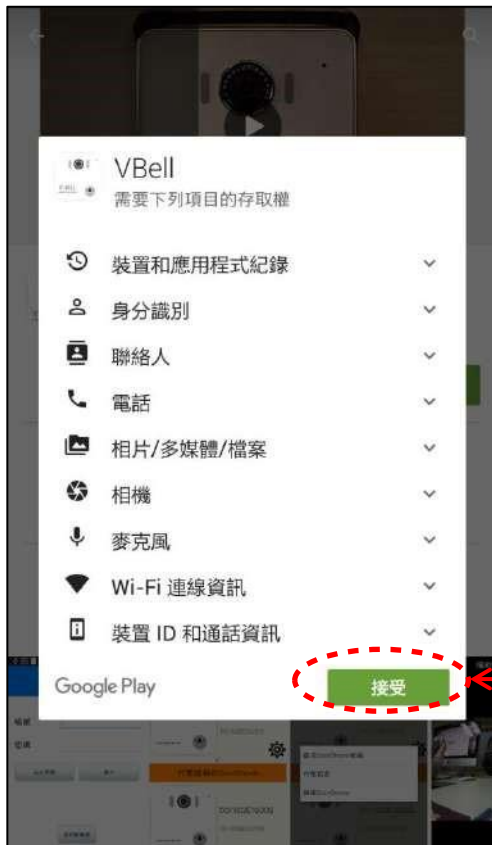 VBell
需要下列項目的存取權
裝置和應用程式紀錄
身分識別
聯絡人
電話
相片/多媒體/檔案
相機
麥克風
Wi-Fi 連線資訊
裝置 ID 和通話資訊
Google Play
接受